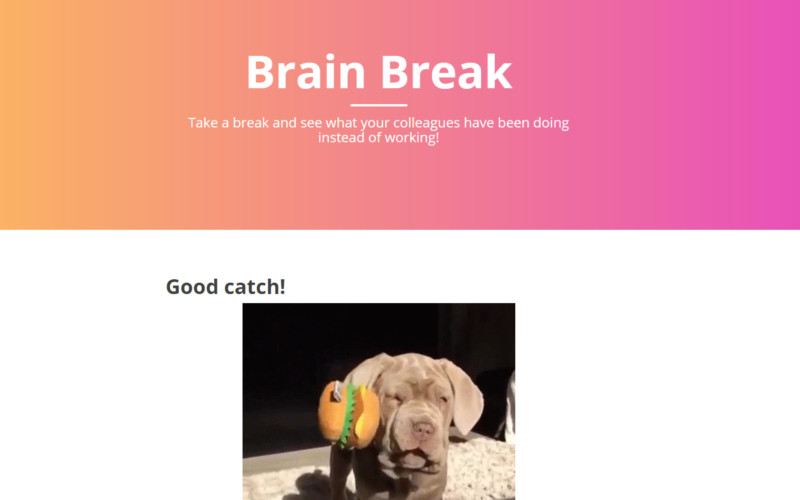 Brain Break
Take a break and see what your colleagues have been doing
instead of working!
Good catch!